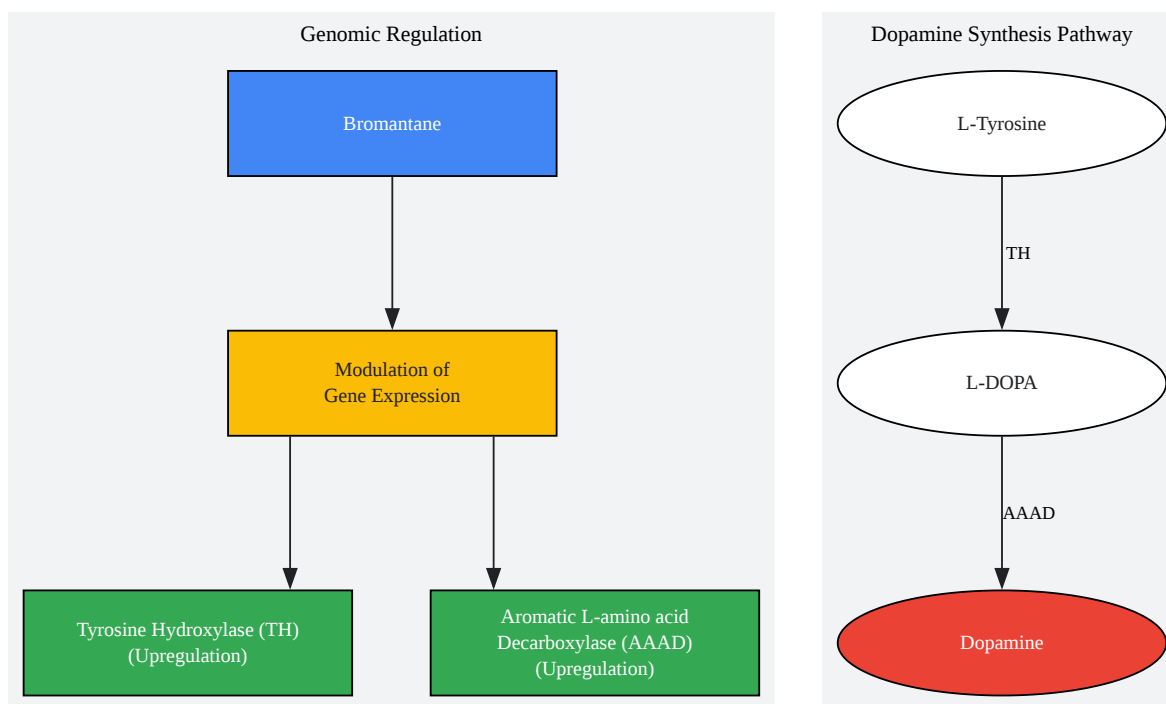 Genomic Regulation
Bromantane
Modulation of
Gene Expression
Tyrosine Hydroxylase (TH)
(Upregulation)
Aromatic L-amino acid
Decarboxylase (AAAD)
(Upregulation)
Dopamine Synthesis Pathway
L-Tyrosine
TH
L-DOPA
AAAD
Dopamine